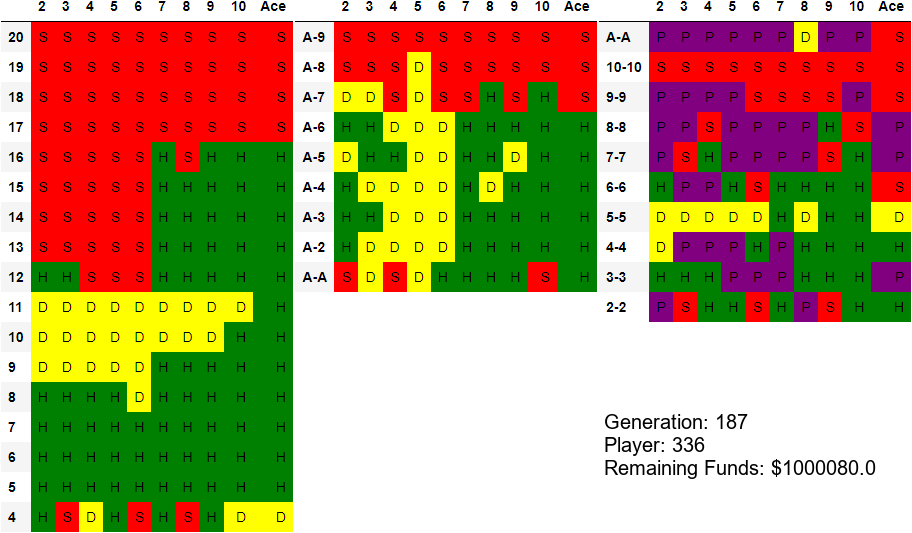 2 3 4 5 6 7 8 9 10 Ace
20 S S S S S S S S S S
19 S S S S S S S S S S
18 S S S S S S S S S S
17 S S S S S S S S S S
16 S S S S S H S H H H
15 S S S S S H H H H H
14 S S S S S H H H H H
13 S S S S S H H H H H
12 H H S S S H H H H H
11 D D D D D D D D D H
10 D D D D D D D D H H
9 D D D D D H H H H H
8 H H H H D H H H H H
7 H H H H H H H H H H
6 H H H H H H H H H H
5 H H H H H H H H H H
4 H S D H S H S H D D
2 3 4 5 6 7 8 9 10 Ace
A-9 S S S S S S S S S S
A-8 S S S D S S S S S S
A-7 D D S D S S H S H S
A-6 H H D D D H H H H H
A-5 D H H D D H H D H H
A-4 H D D D D H D H H H
A-3 H H D D D H H H H H
A-2 H D D D D H H H H H
A-A S D S D H H H H S H
2 3 4 5 6 7 8 9 10 Ace
A-A P P P P P P D P P S
10-10 S S S S S S S S S S
9-9 P P P P S S S S P S
8-8 P P S P P P P H S P
7-7 P S H P P P P S H P
6-6 H P P H S H H H H S
5-5 D D D D D H D H H D
4-4 D P P P H P H H H H
3-3 H H H P P P H H H P
2-2 P S H H S H P S H H
Generation: 187
Player: 336
Remaining Funds: $1000080.0